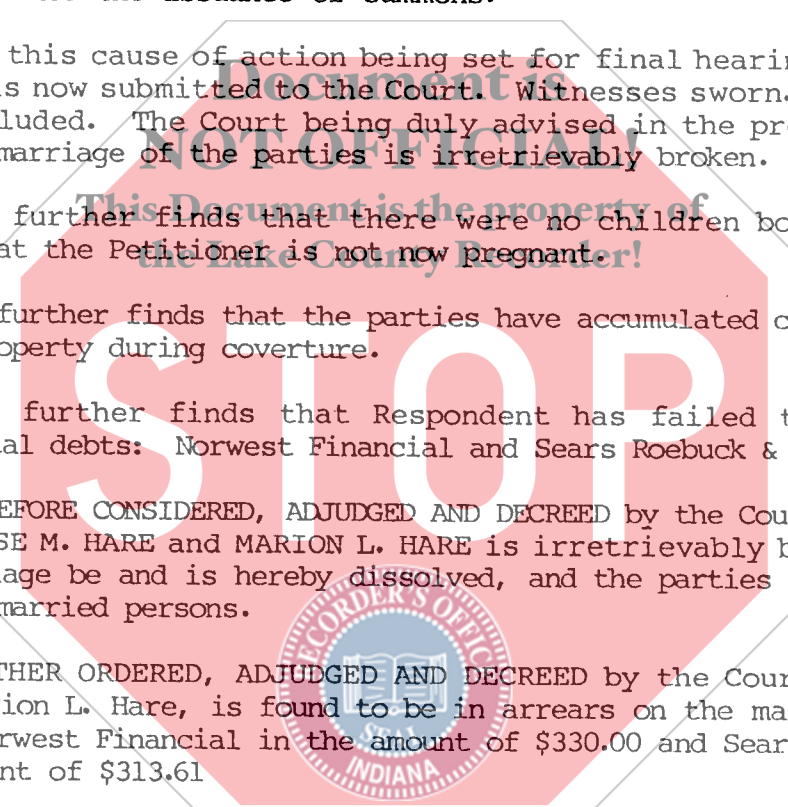 this cause of action being set for final hearin
s now submitted to the Court. Witnesses sworn.
luded. The Court being duly advised in the pr
marriage of the parties is irretrievably broken.
further finds that there were no children bo
at the Petitioner is not now pregnant.
further finds that the parties have accumulated c
operty during coverture.
further finds that Respondent has failed t
al debts: Norwest Financial and Sears Roebuck &
EFORE CONSIDERED, ADJUDGED AND DECREED by the Cou
SE M. HARE and MARION L. HARE is irretrievably b
age be and is hereby dissolved, and the parties
married persons.
THER ORDERED, ADJUDGED AND DECREED by the Cour
ion L. Hare, is found to be in arrears on the ma
rwest Financial in the amount of $330.00 and Sear
nt of $313.61
Document is
NOT OFFICIAL!
This Document is the property of
the Lake County Recorder!
STOP
RECORDER'S OFFICE
SEAL
INDIANA